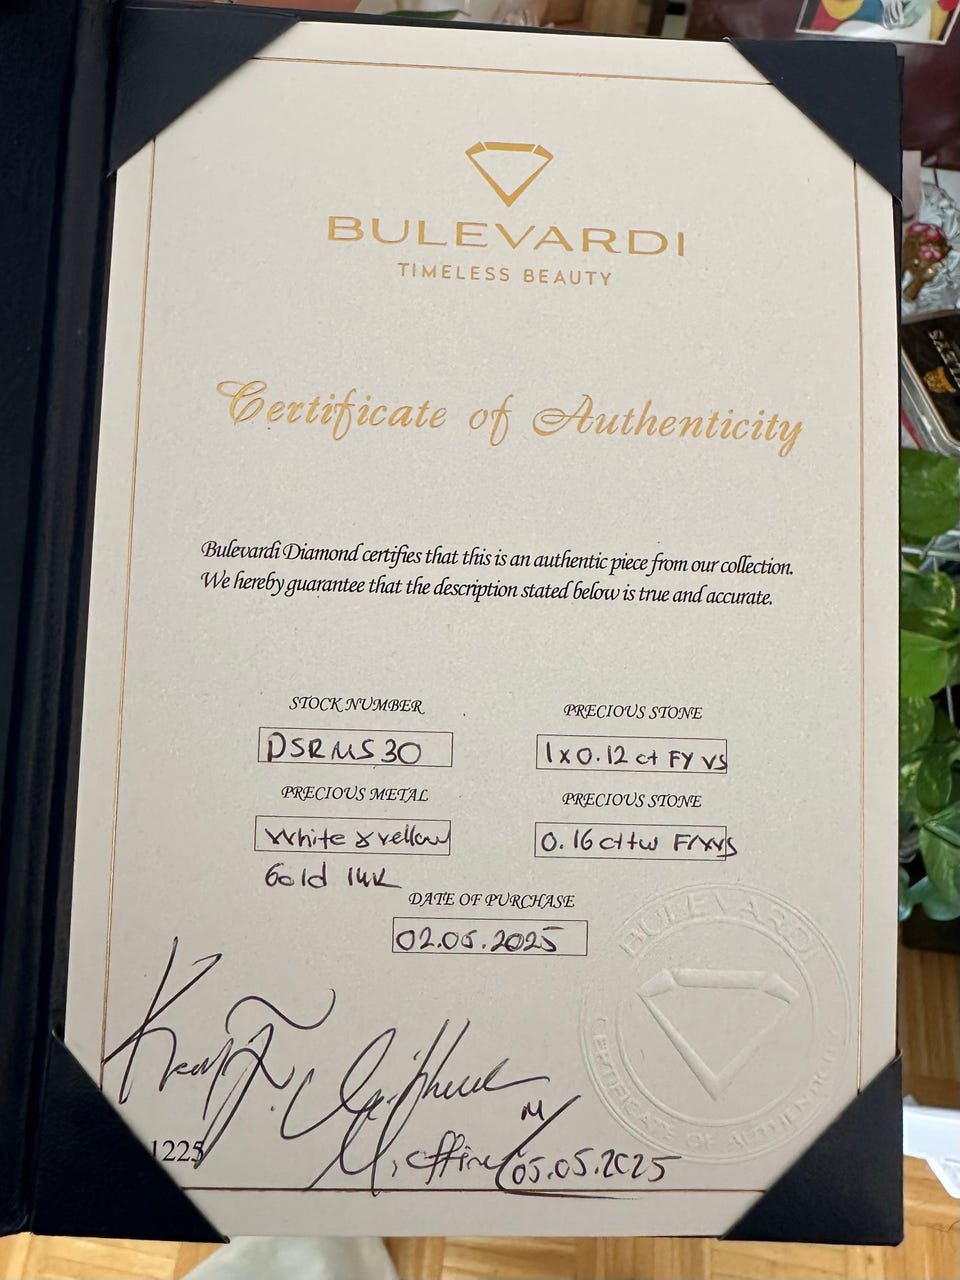 BULEVARDI
TIMELESS BEAUTY
Certificate of Authenticity
Bulevardi Diamond certifies that this is an authentic piece from our collection.
We hereby guarantee that the description stated below is true and accurate.
STOCK NUMBER
DSRMS30
PRECIOUS STONE
1x0.12 ct FY VS
PRECIOUS METAL
White & Yellow
Gold 14K
PRECIOUS STONE
0.16 cttw
DATE OF PURCHASE
2025
BULEVARDI
CERTIFICATE OF AUTHENTICITY
05.05.2025
1225